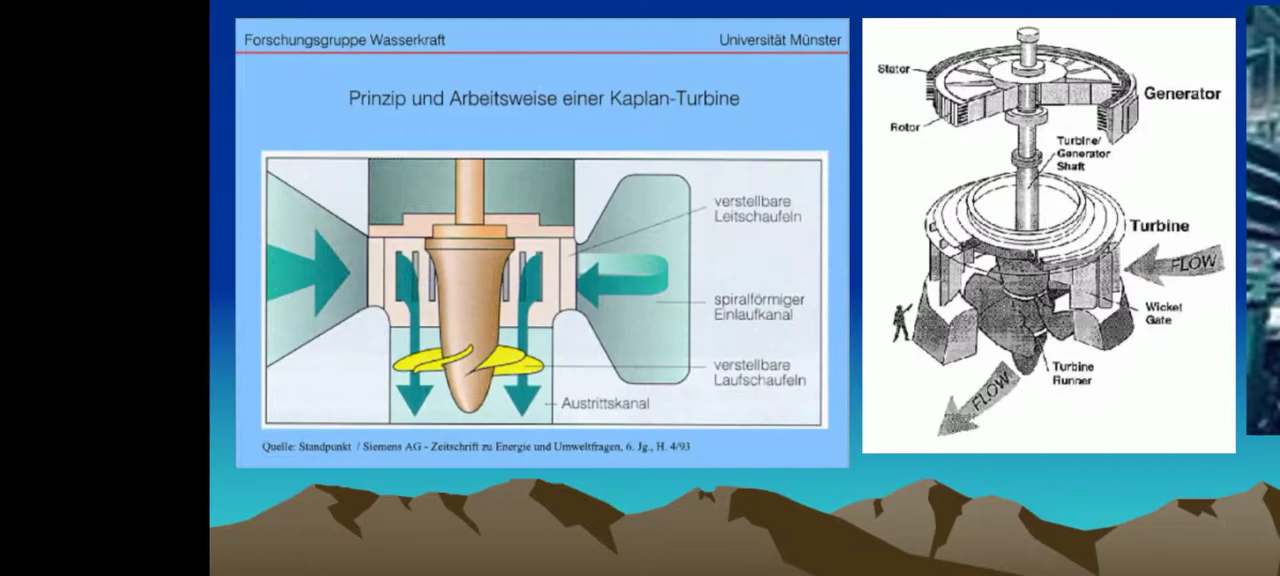 Forschungsgruppe Wasserkraft
Universität Münster
Prinzip und Arbeitsweise einer Kaplan-Turbine
verstellbare
Leitschaufeln
spiralförmiger
Einlaufkanal
verstellbare
Laufschaufeln
Austrittskanal
Quelle: Standpunkt / Siemens AG - Zeitschrift zu Energie und Umweltfragen, 6. Jg., H. 4/93
Stator
Generator
Rotor
Turbine/
Generator
Shaft
Turbine
FLOW
Wicket
Gate
Turbine
Runner
FLOW